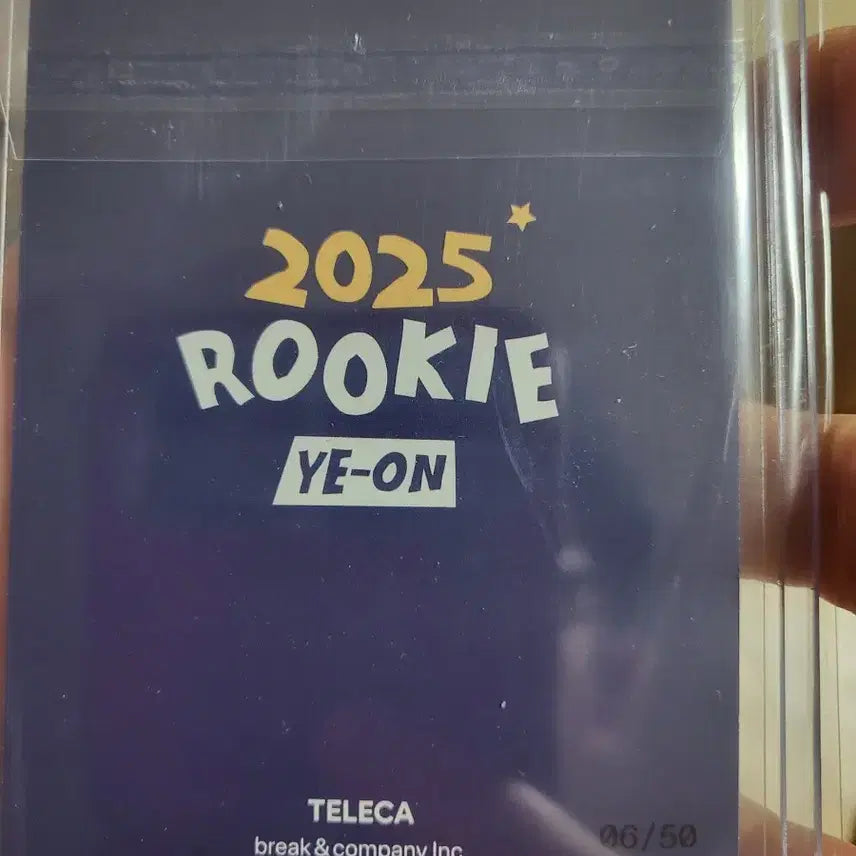 2025
ROOKIE
YE-ON
TELECA
break & company Inc
06/50